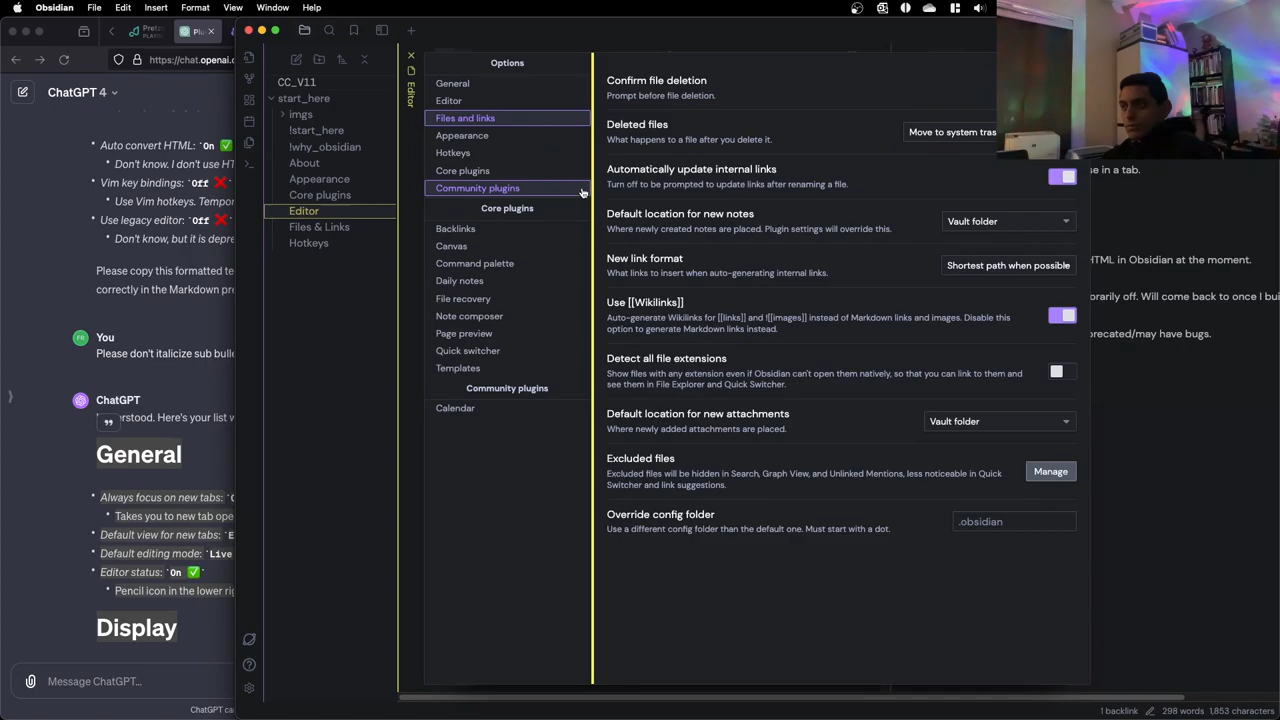 Obsidian File Edit Insert Format View Window Help
https://chat.openai.
ChatGPT 4
Auto convert HTML: `On ✅
Don't know. I don't use HT
Vim key bindings: `Off ❌
Use Vim hotkeys. Tempor
Use legacy editor: `Off ❌
Don't know, but it is depre
Please copy this formatted te
correctly in the Markdown pre
FR You
Please don't italicize sub bulle
ChatGPT
Here's your list w
General
Always focus on new tabs: `
Takes you to new tab ope
Default view for new tabs: `E
Default editing mode: `Live
Editor status: `On ✅
Pencil icon in the lower rig
Display
Message ChatGPT...
ChatGPT ca
CC_V11
start_here
imgs
!start_here
!why_obsidian
About
Appearance
Core plugins
Editor
Files & Links
Hotkeys
Editor
Options
General
Editor
Files and links
Appearance
Hotkeys
Core plugins
Community plugins
Core plugins
Backlinks
Canvas
Command palette
Daily notes
File recovery
Note composer
Page preview
Quick switcher
Templates
Community plugins
Calendar
Confirm file deletion
Prompt before file deletion.
Deleted files
What happens to a file after you delete it.
Move to system tras
Automatically update internal links
Turn off to be prompted to update links after renaming a file.
Default location for new notes
Where newly created notes are placed. Plugin settings will override this.
Vault folder
New link format
What links to insert when auto-generating internal links.
Shortest path when possible
Use [[Wikilinks]]
Auto-generate Wikilinks for [[links]] and ![[images]] instead of Markdown links and images. Disable this
option to generate Markdown links instead.
Detect all file extensions
Show files with any extension even if Obsidian can't open them natively, so that you can link to them and
see them in File Explorer and Quick Switcher.
Default location for new attachments
Where newly added attachments are placed.
Vault folder
Excluded files
Excluded files will be hidden in Search, Graph View, and Unlinked Mentions, less noticeable in Quick
Switcher and link suggestions.
Manage
Override config folder
Use a different config folder than the default one. Must start with a dot.
.obsidian
se in a tab.
HTML in Obsidian at the moment.
orarily off. Will come back to once I bui
precated/may have bugs.
1 backlink 298 words 1,853 characters